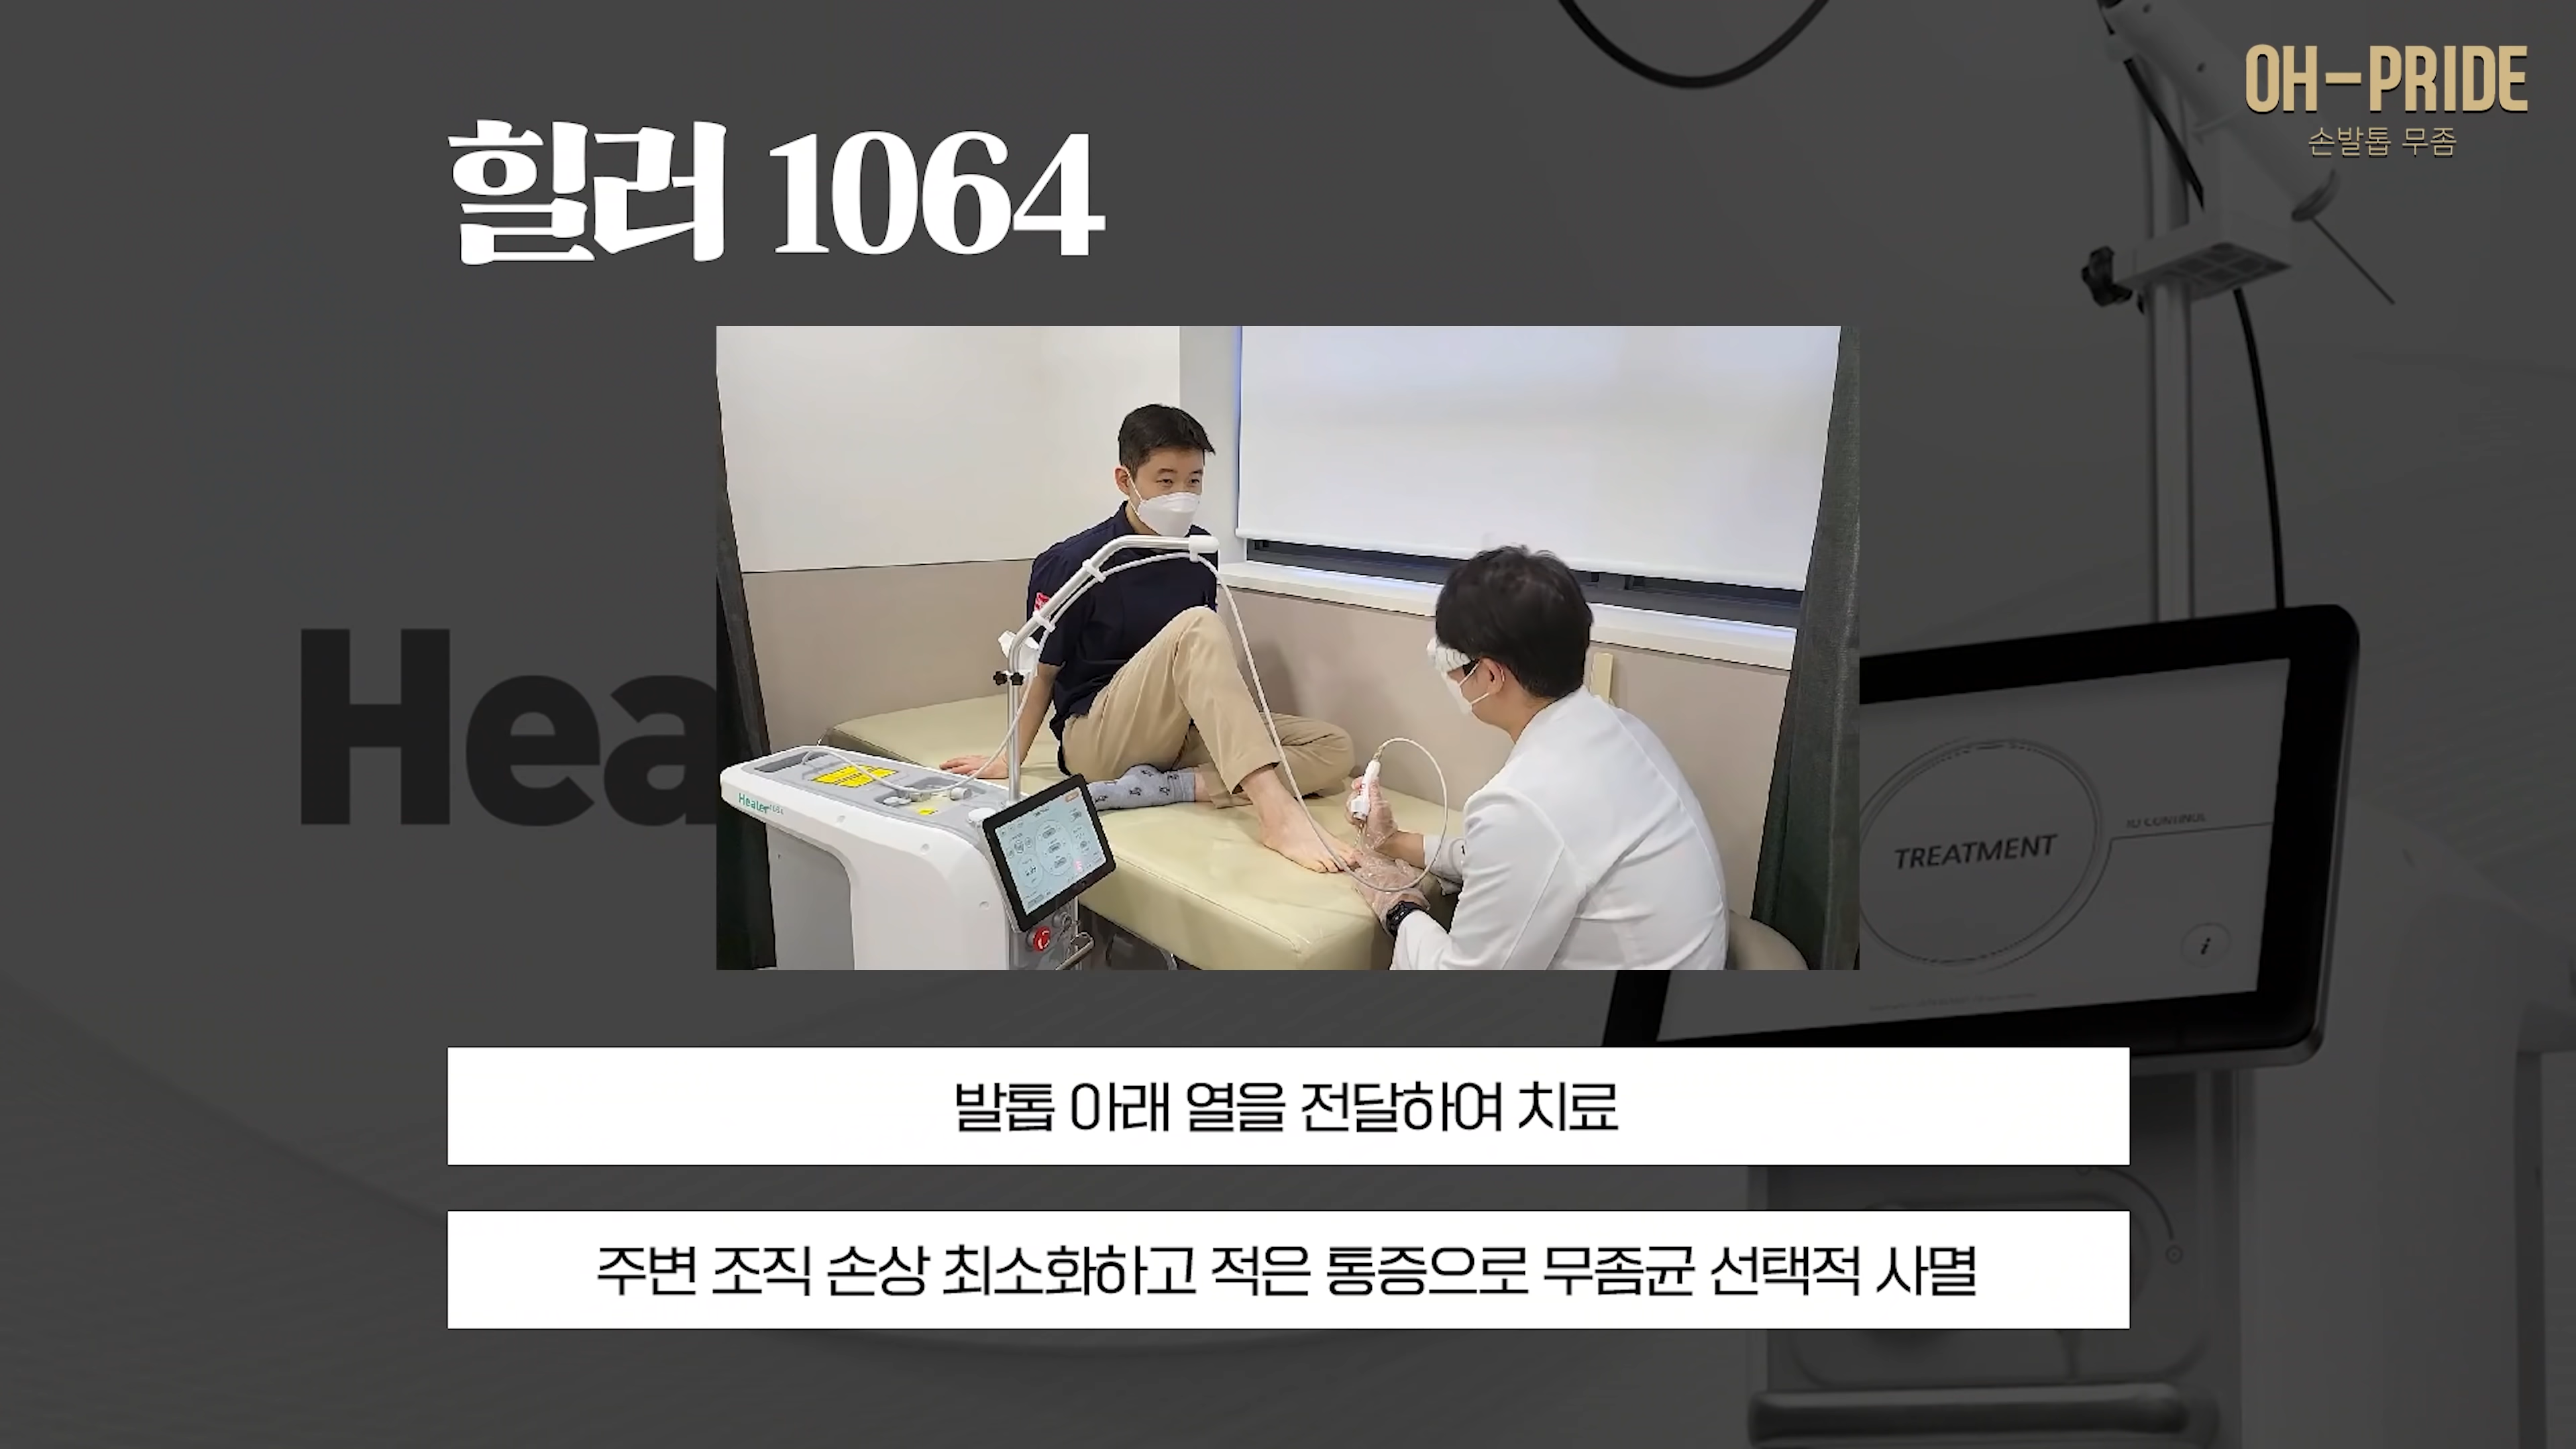 OH-PRIDE
손발톱 무좀
힐러 1064
Hea
Healer
TREATMENT
TO CONTINUE
i
발톱 아래 열을 전달하여 치료
주변 조직 손상 최소화하고 적은 통증으로 무좀균 선택적 사멸